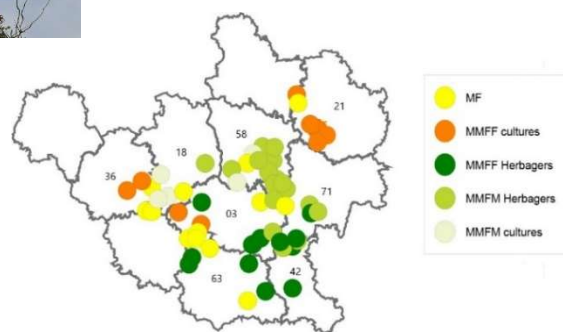 21
58
18
36
71
03
63
42
MF
MMFF cultures
MMFF Herbagers
MMFM Herbagers
MMFM cultures